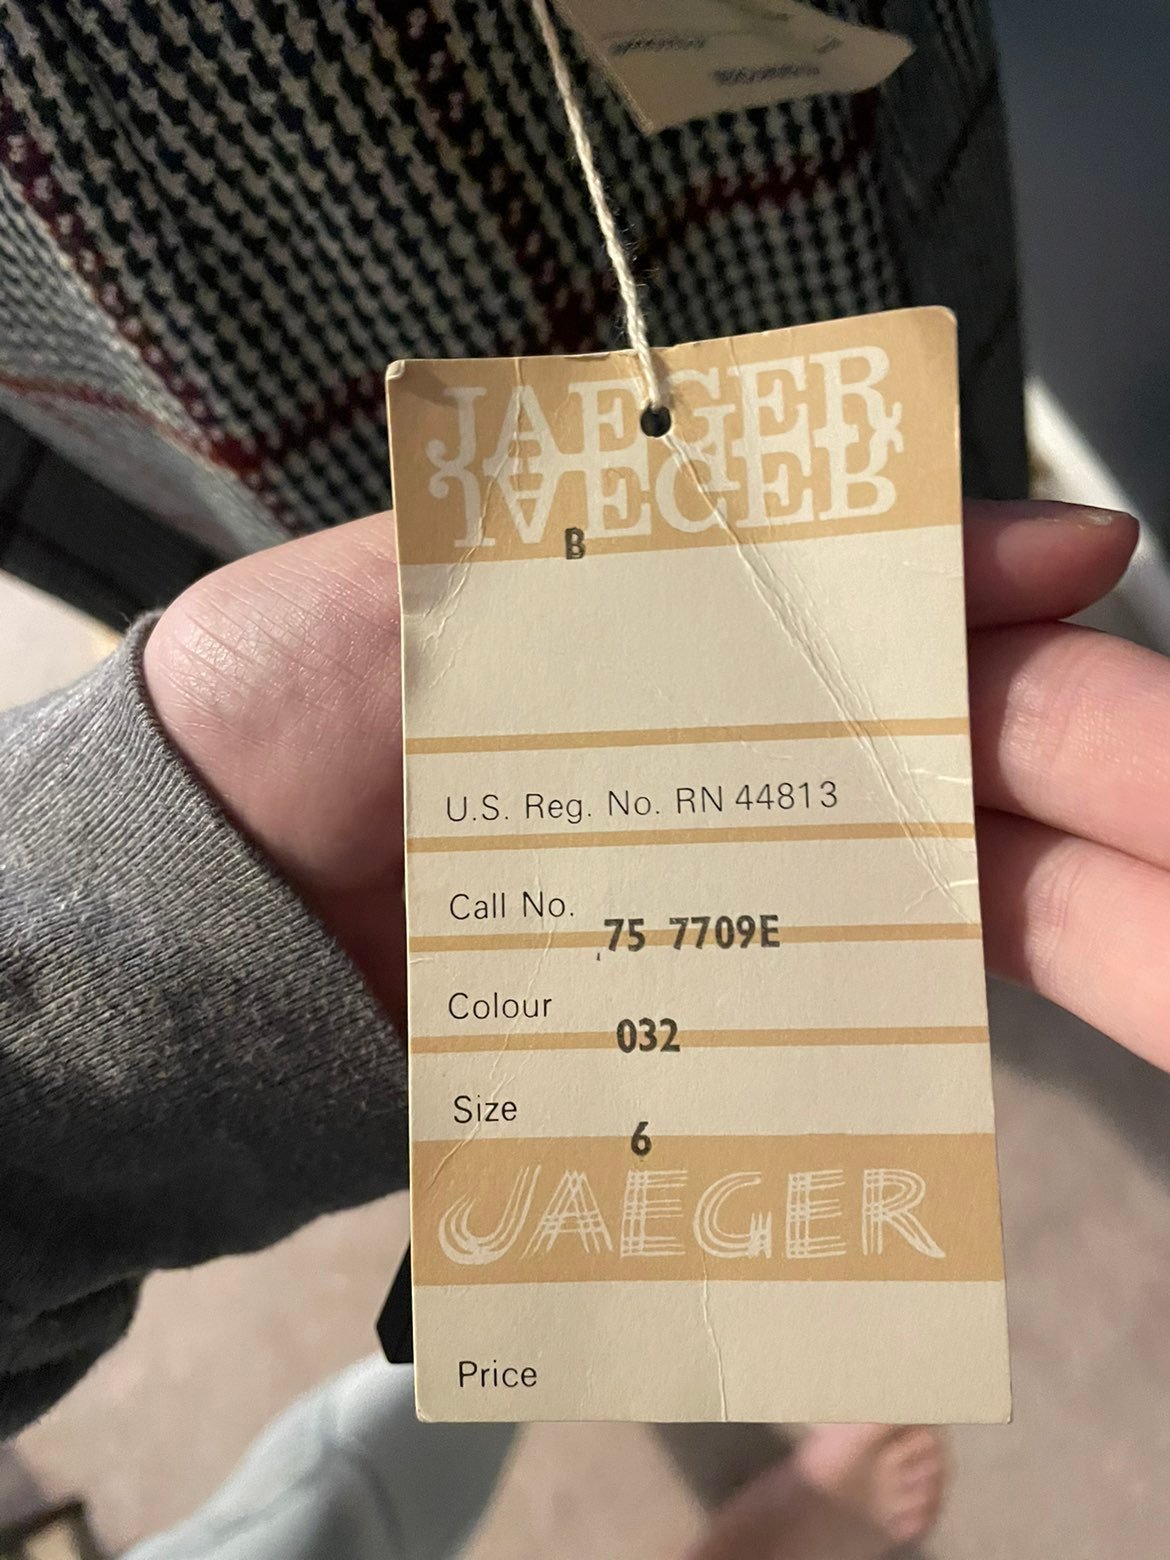 JAEGER
JAEGER
B
U.S. Reg. No. RN 44813
Call No.
75 7709E
Colour
032
Size
6
JAEGER
Price